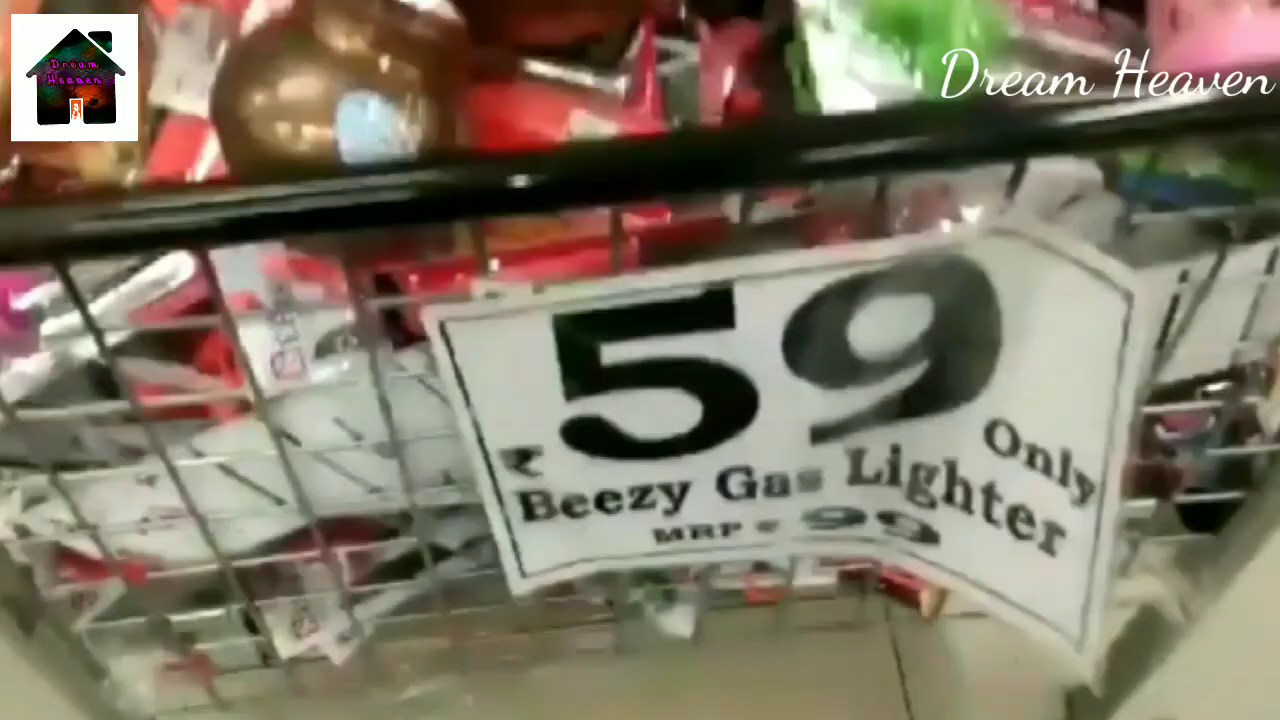 Dream
Heaven
Dream Heaven
59
₹ Only
Beezy Gas Lighter
MRP ₹ 99